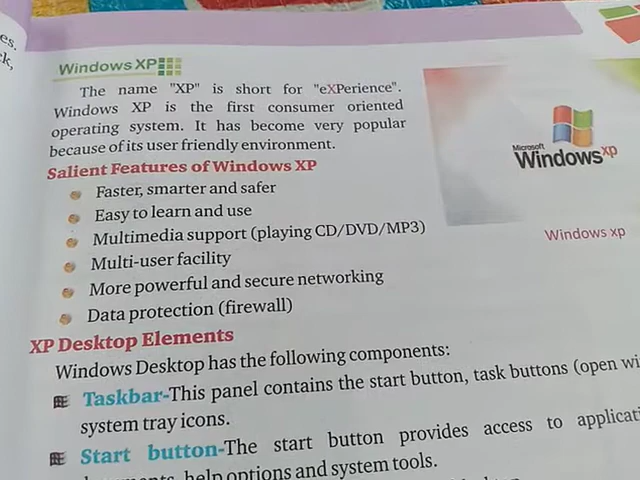 es.
ck,
Windows XP
The name "XP" is short for "eXPerience".
Windows XP is the first consumer oriented
operating system. It has become very popular
because of its user friendly environment.
Salient Features of Windows XP
Faster, smarter and safer
Easy to learn and use
Multimedia support (playing CD/DVD/MP3)
Multi-user facility
More powerful and secure networking
Data protection (firewall)
Microsoft
Windows xp
Windows xp
XP Desktop Elements
Windows Desktop has the following components:
Taskbar-This panel contains the start button, task buttons (open wi
system tray icons.
Start button-The start button provides access to applicati
help options and system tools.